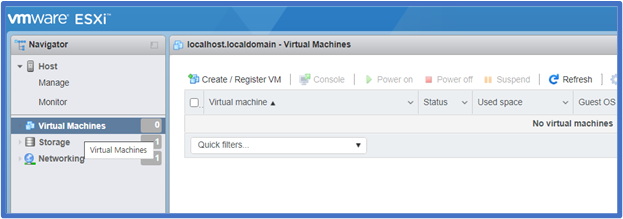 vmware ESXi™
Navigator
Host
Manage
Monitor
Virtual Machines 0
Storage 1
Networking 1
Virtual Machines
localhost.localdomain - Virtual Machines
Create / Register VM Console Power on Power off Suspend Refresh
Virtual machine ▲ Status Used space Guest OS
No virtual machines
Quick filters...